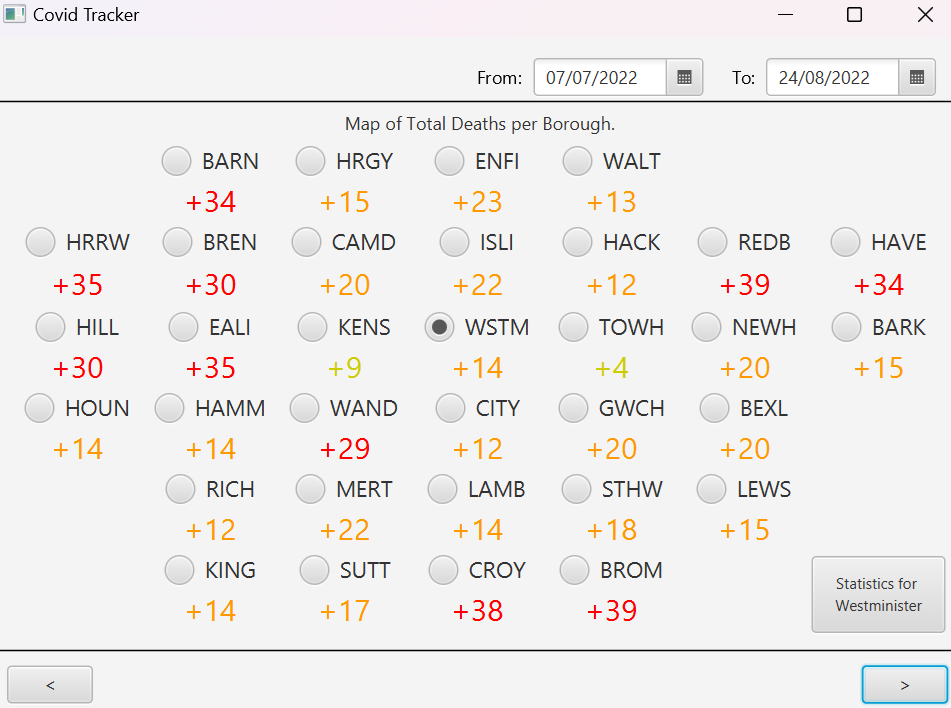 Covid Tracker
From: 07/07/2022 To: 24/08/2022
Map of Total Deaths per Borough.
BARN HRGY ENFI WALT
+34 +15 +23 +13
HRRW BREN CAMD ISLI HACK REDB HAVE
+35 +30 +20 +22 +12 +39 +34
HILL EALI KENS WSTM TOWH NEWH BARK
+30 +35 +9 +14 +4 +20 +15
HOUN HAMM WAND CITY GWCH BEXL
+14 +14 +29 +12 +20 +20
RICH MERT LAMB STHW LEWS
+12 +22 +14 +18 +15
KING SUTT CROY BROM
+14 +17 +38 +39
Statistics for
Westminister
< >